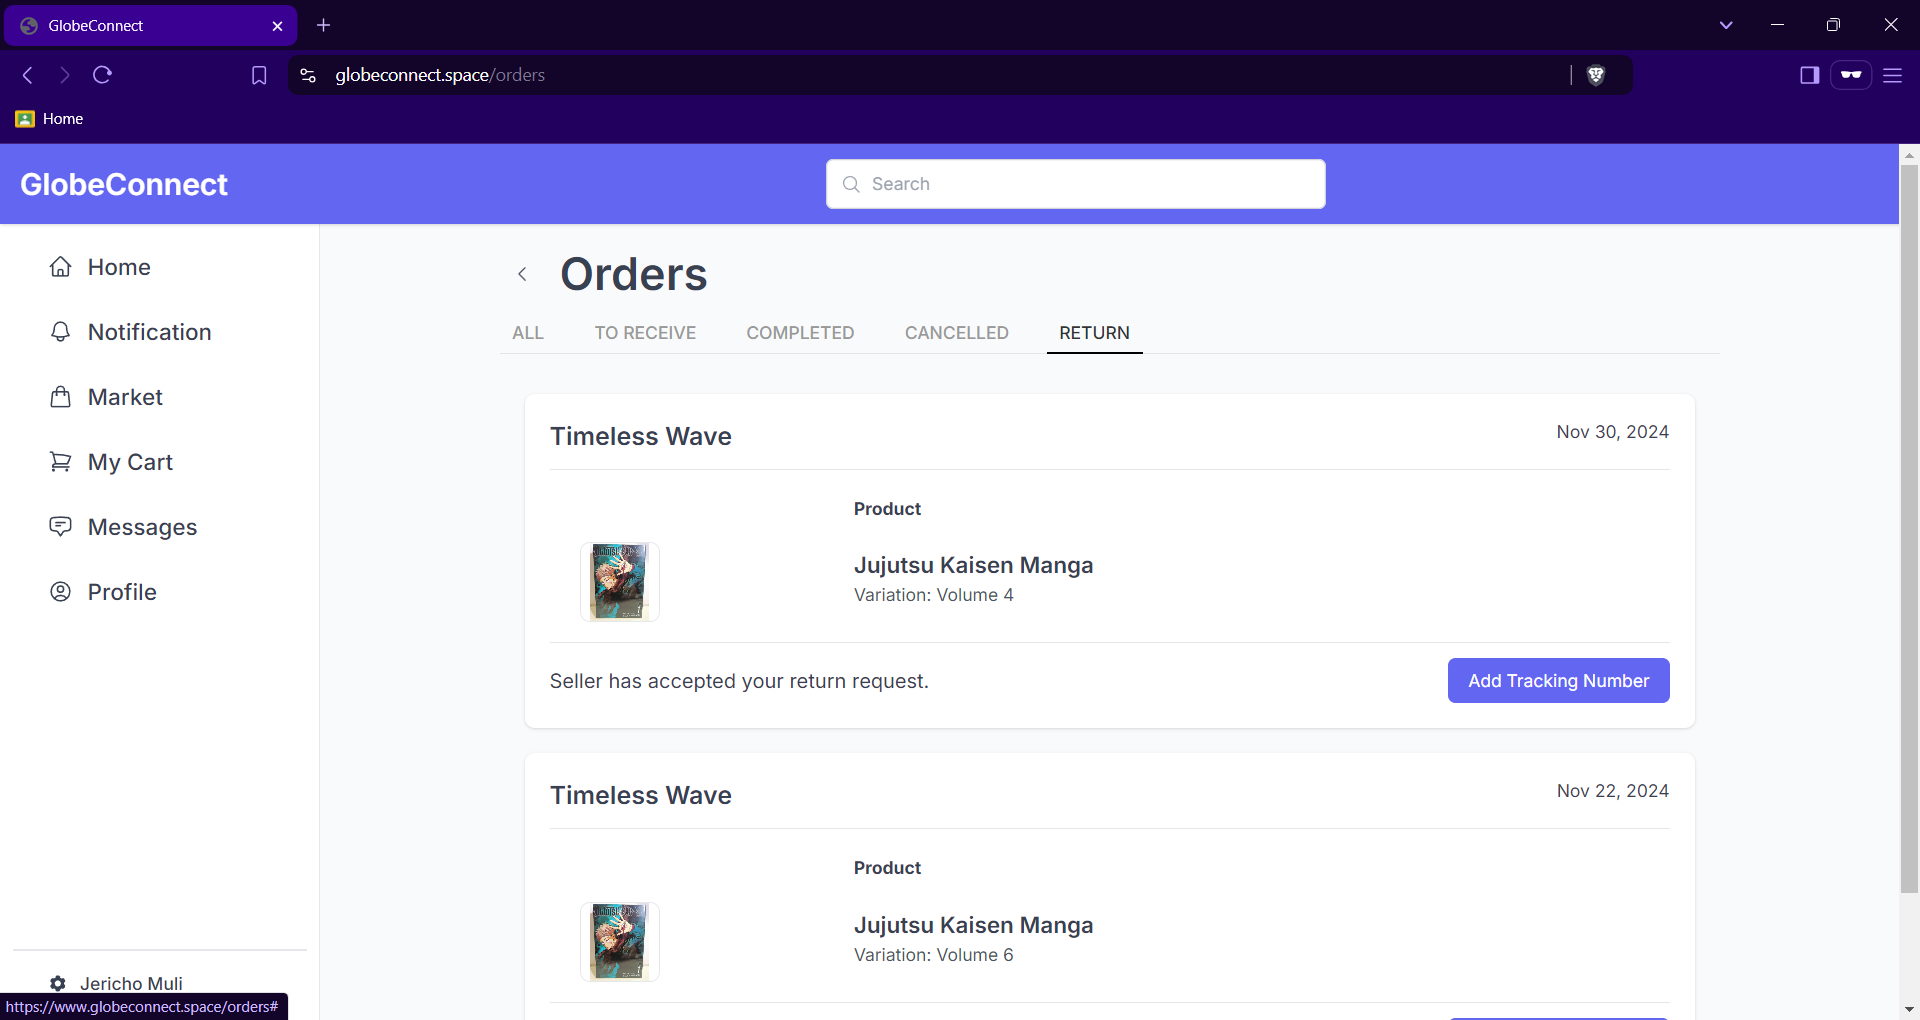 GlobeConnect
globeconnect.space/orders
Home
GlobeConnect
Search
Home
Notification
Market
My Cart
Messages
Profile
Jericho Muli
https://www.globeconnect.space/orders#
Orders
ALL TO RECEIVE COMPLETED CANCELLED RETURN
Timeless Wave Nov 30, 2024
Product
Jujutsu Kaisen Manga
Variation: Volume 4
Seller has accepted your return request. Add Tracking Number
Timeless Wave Nov 22, 2024
Product
Jujutsu Kaisen Manga
Variation: Volume 6